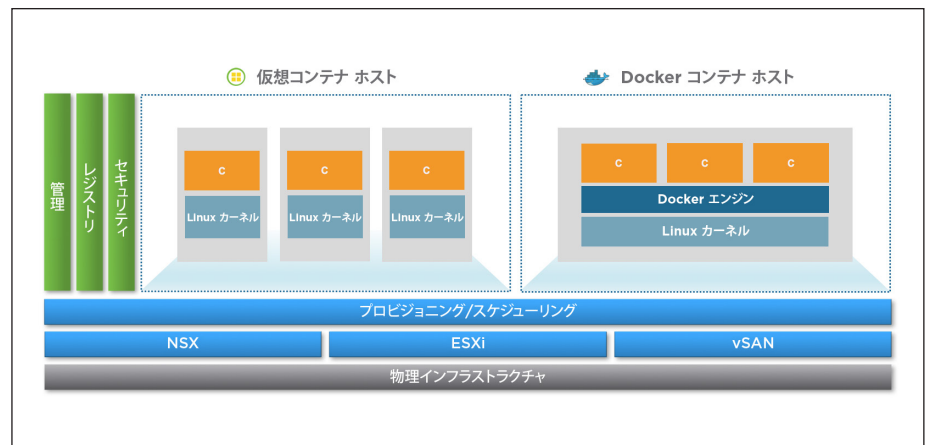 仮想コンテナ ホスト
Docker コンテナ ホスト
管理
レジストリ
セキュリティ
C
C
C
Linux カーネル
Linux カーネル
Linux カーネル
C
C
C
Docker エンジン
Linux カーネル
プロビジョニング/スケジューリング
NSX
ESXi
vSAN
物理インフラストラクチャ